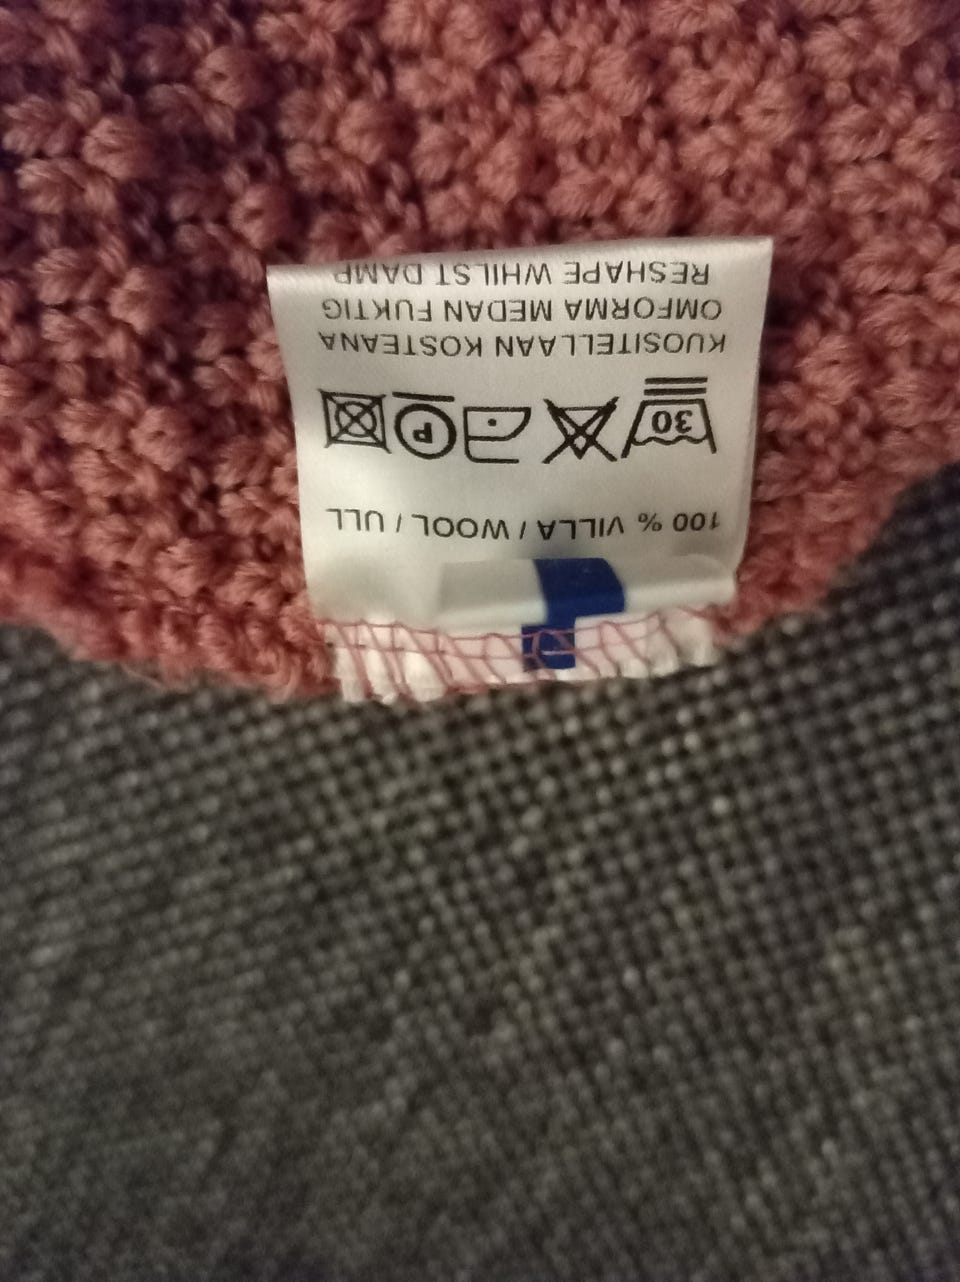 100 % VILLA / WOOL / ULL
30 P
KUOSITELLAAN KOSTEANA
OMFORMA MEDAN FUKTIG
RESHAPE WHILST DAMP